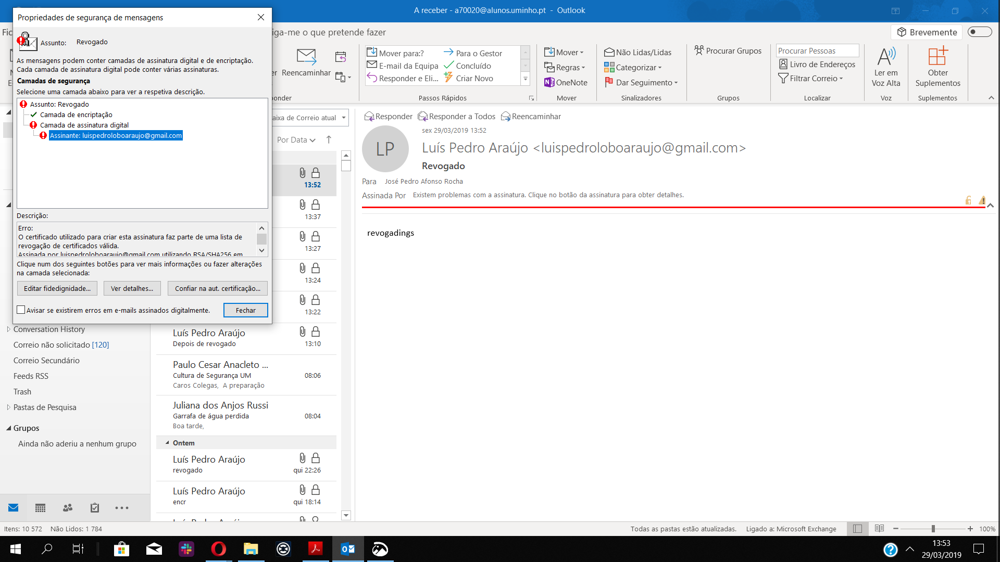 A receber - a70020@alunos.uminho.pt - Outlook
Propriedades de segurança de mensagens
Assunto: Revogado
As mensagens podem conter camadas de assinatura digital e de encriptação.
Cada camada de assinatura digital pode conter várias assinaturas.
Camadas de segurança
Selecione uma camada abaixo para ver a respetiva descrição.
Assunto: Revogado
Camada de encriptação
Camada de assinatura digital
Assinante: luispedroloboaraujo@gmail.com
Descrição:
Erro:
O certificado utilizado para criar esta assinatura faz parte de uma lista de
revogação de certificados válida.
Assinada por luispedroloboaraujo@gmail.com utilizando RSA/SHA256 em
Clique num dos seguintes botões para ver mais informações ou fazer alterações
na camada selecionada:
Editar fidedignidade...
Ver detalhes...
Confiar na aut. certificação...
Avisar se existirem erros em e-mails assinados digitalmente.
Fechar
Fic
iga-me o que pretende fazer
Brevemente
er
Reencaminhar
onder
Mover para:?
E-mail da Equipa
Responder e Eli...
Para o Gestor
Concluído
Criar Novo
Passos Rápidos
Mover
Regras
OneNote
Mover
Não Lidas/Lidas
Categorizar
Dar Seguimento
Sinalizadores
Procurar Grupos
Grupos
Procurar Pessoas
Livro de Endereços
Filtrar Correio
Localizar
Ler em
Voz Alta
Voz
Obter
Suplementos
Suplementos
aixa de Correio atual
Por Data
13:52
13:37
13:27
13:24
13:22
Luís Pedro Araújo
Depois de revogado
13:10
Paulo Cesar Anacleto ...
Cultura de Segurança UM
08:06
Caros Colegas, A preparação
Juliana dos Anjos Russi
Garrafa de água perdida
08:04
Boa tarde,
Ontem
Luís Pedro Araújo
revogado
qui 22:26
Luís Pedro Araújo
encr
qui 18:14
Luís Pedro Araújo
Conversation History
Correio não solicitado [120]
Correio Secundário
Feeds RSS
Trash
Pastas de Pesquisa
Grupos
Ainda não aderiu a nenhum grupo
Responder
Responder a Todos
Reencaminhar
sex 29/03/2019 13:52
LP
Luís Pedro Araújo <luispedroloboaraujo@gmail.com>
Revogado
Para José Pedro Afonso Rocha
Assinada Por Existem problemas com a assinatura. Clique no botão da assinatura para obter detalhes.
revogadings
Itens: 10 572 Não Lidos: 1 784
Todas as pastas estão atualizadas.
Ligado a: Microsoft Exchange
100%
13:53
29/03/2019